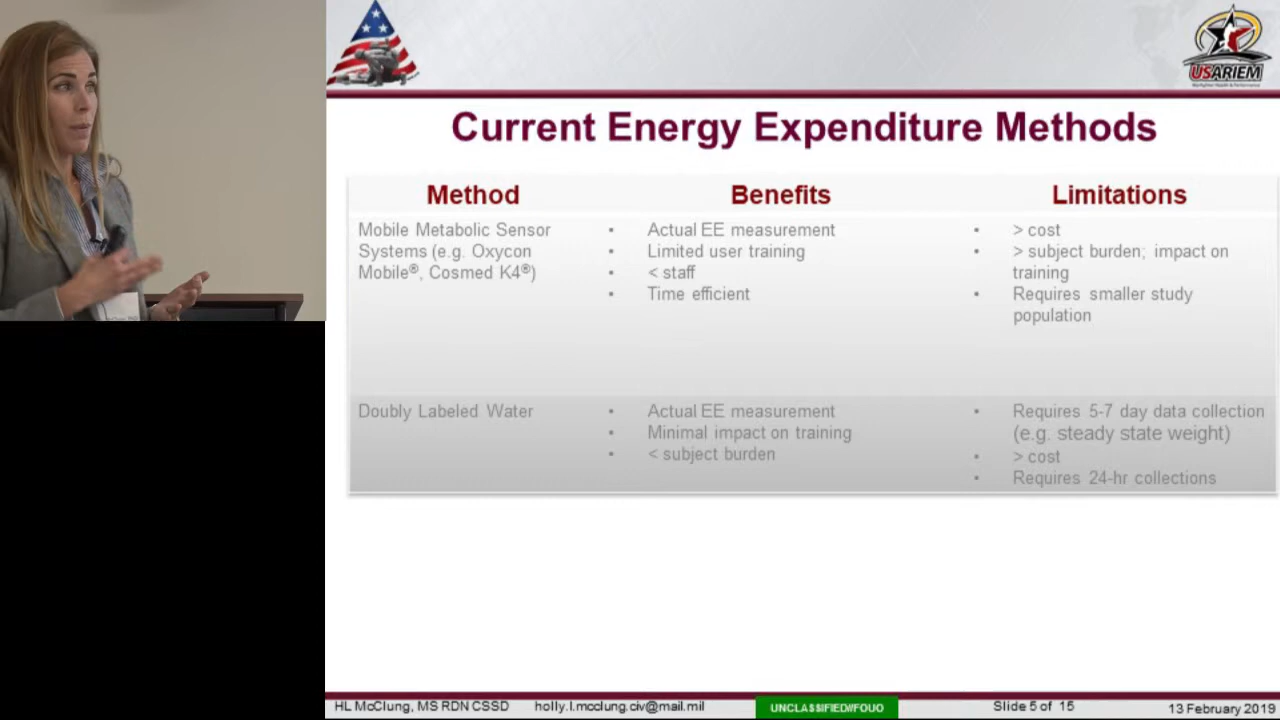 USARIEM
Current Energy Expenditure Methods
Method
Benefits
Limitations
Mobile Metabolic Sensor
Systems (e.g. Oxycon
Mobile®, Cosmed K4®)
• Actual EE measurement
• Limited user training
• < staff
• Time efficient
• > cost
• > subject burden; impact on
training
• Requires smaller study
population
Doubly Labeled Water
• Actual EE measurement
• Minimal impact on training
• < subject burden
• Requires 5-7 day data collection
(e.g. steady state weight)
• > cost
• Requires 24-hr collections
HL McClung, MS RDN CSSD
holly.l.mcclung.civ@mail.mil
UNCLASSIFIED//FOUO
Slide 5 of 15
13 February 2019